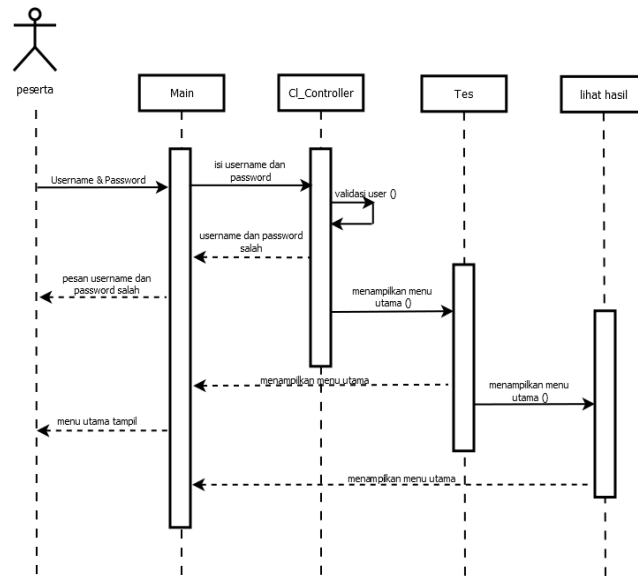 peserta
Main
Cl_Controller
Tes
lihat hasil
Username & Password
isi username dan
password
validasi user ()
username dan password
salah
pesan username dan
password salah
menampilkan menu
utama ()
menampilkan menu utama
menampilkan menu
utama ()
menu utama tampil
menampilkan menu utama